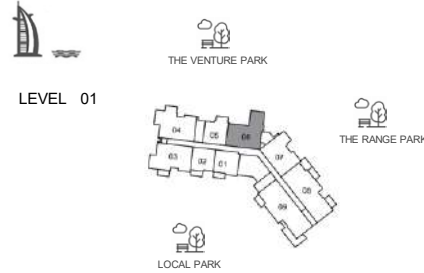 THE VENTURE PARK
LEVEL 01
04
05
06
THE RANGE PARK
03
02
01
07
08
09
LOCAL PARK